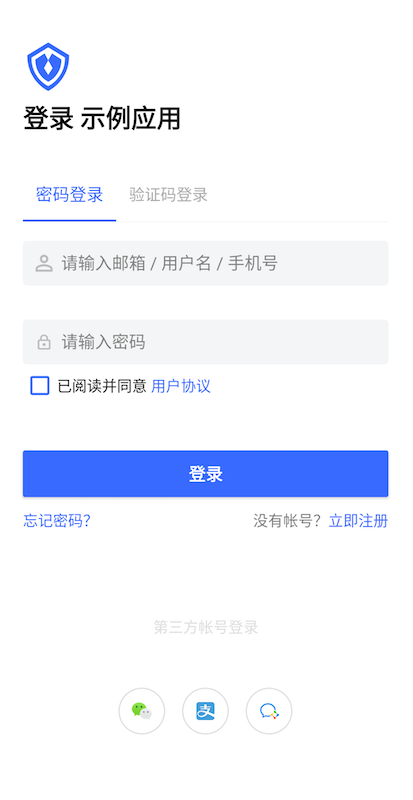 登录 示例应用
密码登录 验证码登录
请输入邮箱 / 用户名 / 手机号
请输入密码
已阅读并同意 用户协议
登录
忘记密码? 没有帐号? 立即注册
第三方帐号登录
支